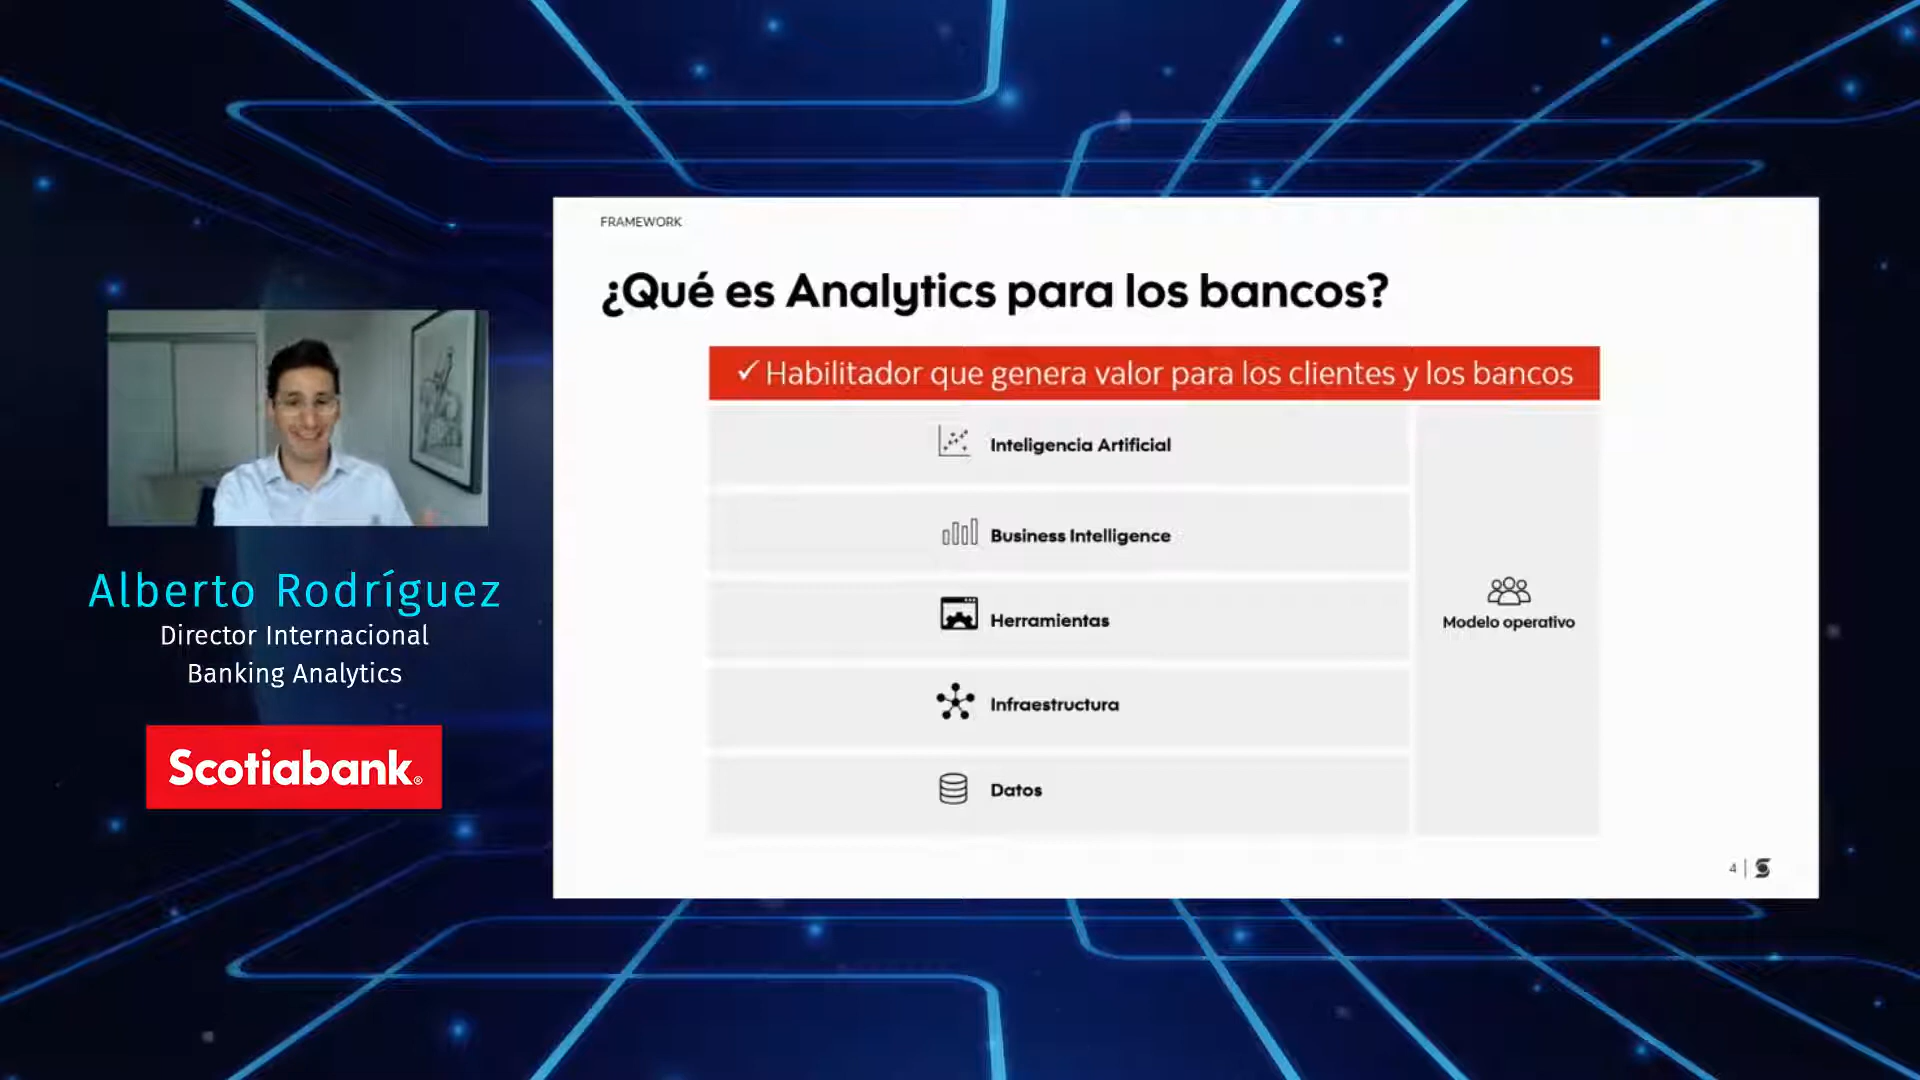 Alberto Rodríguez
Director Internacional
Banking Analytics
Scotiabank®
FRAMEWORK
¿Qué es Analytics para los bancos?
✓ Habilitador que genera valor para los clientes y los bancos
Inteligencia Artificial
Business Intelligence
Herramientas
Infraestructura
Datos
Modelo operativo
4 |